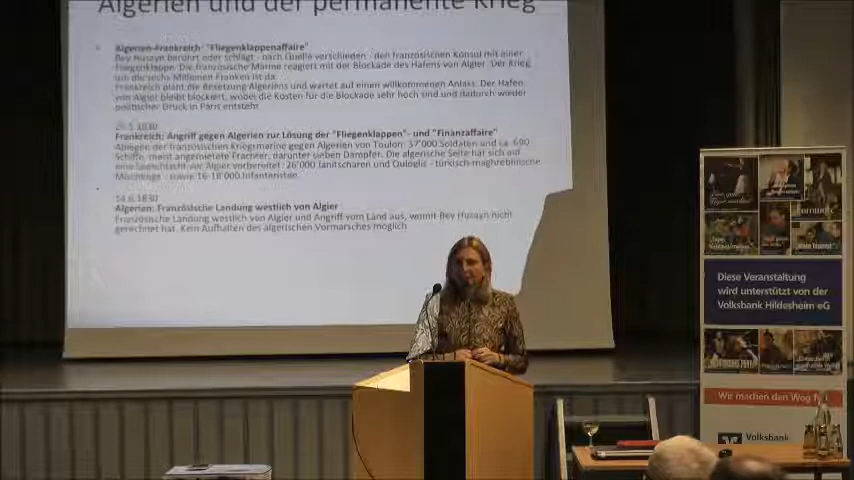 Algerien und der permanente Krieg
Algerien-Frankreich: "Fliegenklappenaffaire"
Bey Husayn berührt oder schlägt - nach Quelle verschieden - den französischen Konsul mit einer
Fliegenklappe. Die französische Marine reagiert mit der Blockade des Hafens von Algier. Der Krieg
um die sechs Millionen Franken ist da.
Frankreich plant die Besetzung Algeriens und wartet auf einen willkommenen Anlass. Der Hafen
von Algier bleibt blockiert, wobei die Kosten für die Blockade sehr hoch sind und dadurch wieder
politischer Druck in Paris entsteht
.5.1830
Frankreich: Angriff gegen Algerien zur Lösung der "Fliegenklappen"- und "Finanzaffaire"
Ablegen der französischen Kriegsmarine gegen Algerien von Toulon: 37'000 Soldaten und ca. 600
Schiffe, meist angemietete Frachter, darunter sieben Dampfer. Die algerische Seite hat sich auf
eine Seeschlacht vor Algier vorbereitet: 26'000 Janitscharen und Quloglis - türkisch-maghrebinische
Mischlinge - sowie 16-18'000 Infanteristen.
14.6.1830
Algerien: Französische Landung westlich von Algier
Französische Landung westlich von Algier und Angriff vom Land aus, womit Bey Husayn nicht
gerechnet hat. Kein Aufhalten des algerischen Vormarsches möglich
Diese Veranstaltung
wird unterstützt von der
Volksbank Hildesheim eG
Wir machen den Weg f
Volksbank